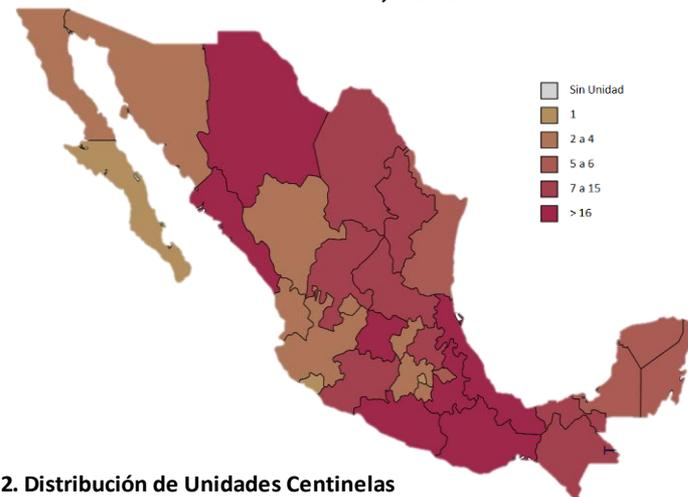 Sin Unidad
1
2 a 4
5 a 6
7 a 15
> 16
2. Distribución de Unidades Centinelas